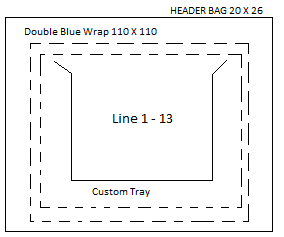 HEADER BAG 20 X 26
Double Blue Wrap 110 X 110
Line 1 - 13
Custom Tray